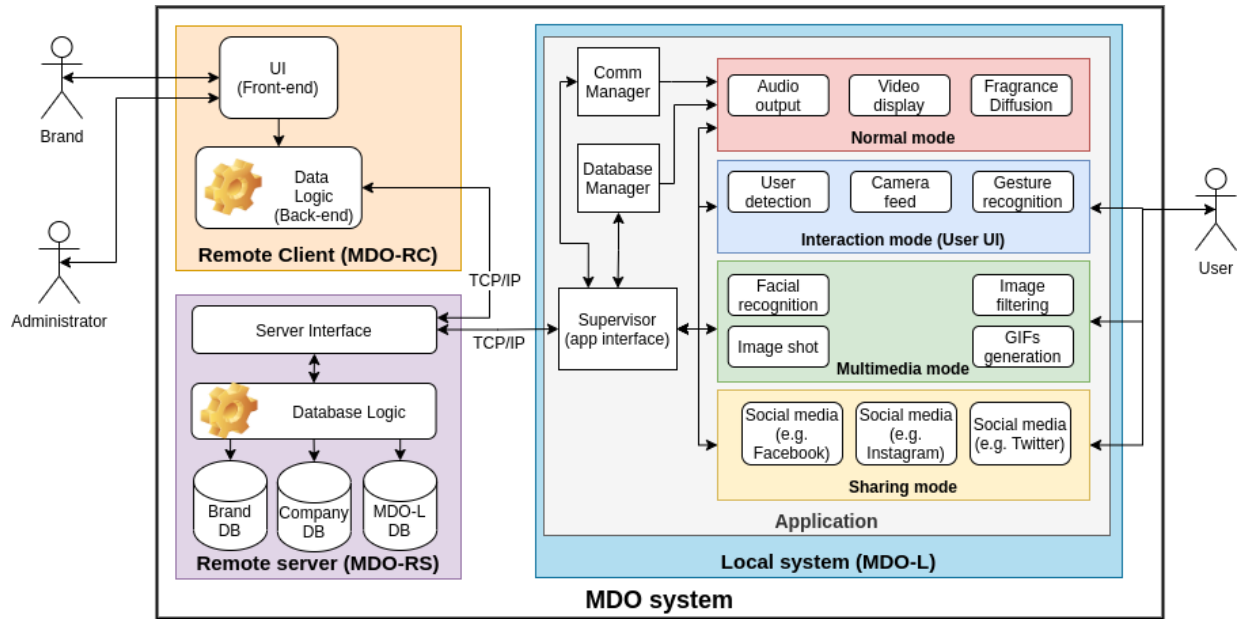 Brand
Administrator
UI
(Front-end)
Data
Logic
(Back-end)
Remote Client (MDO-RC)
TCP/IP
Server Interface
TCP/IP
Database Logic
Brand
DB
Company
DB
MDO-L
DB
Remote server (MDO-RS)
Comm
Manager
Database
Manager
Supervisor
(app interface)
Audio
output
Video
display
Fragrance
Diffusion
Normal mode
User
detection
Camera
feed
Gesture
recognition
Interaction mode (User UI)
Facial
recognition
Image
filtering
Image shot
GIFs
generation
Multimedia mode
Social media
(e.g.
Facebook)
Social media
(e.g.
Instagram)
Social media
(e.g. Twitter)
Sharing mode
Application
Local system (MDO-L)
User
MDO system